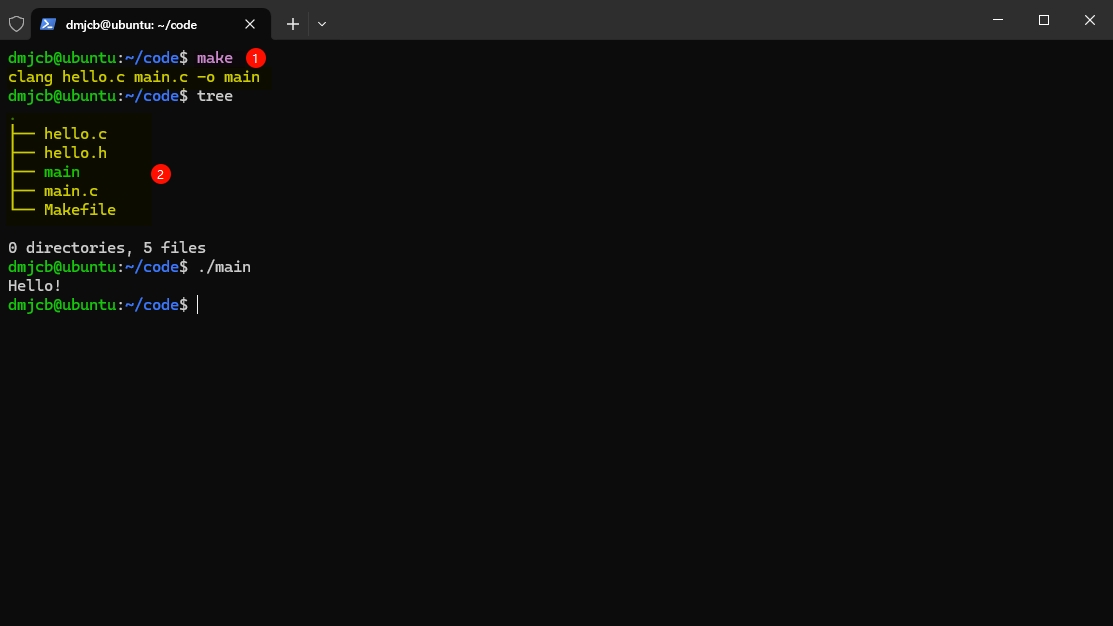 dmjcb@ubuntu: ~/code
dmjcb@ubuntu:~/code$ make 1
clang hello.c main.c -o main
dmjcb@ubuntu:~/code$ tree
.
├── hello.c
├── hello.h
├── main 2
├── main.c
└── Makefile
0 directories, 5 files
dmjcb@ubuntu:~/code$ ./main
Hello!
dmjcb@ubuntu:~/code$